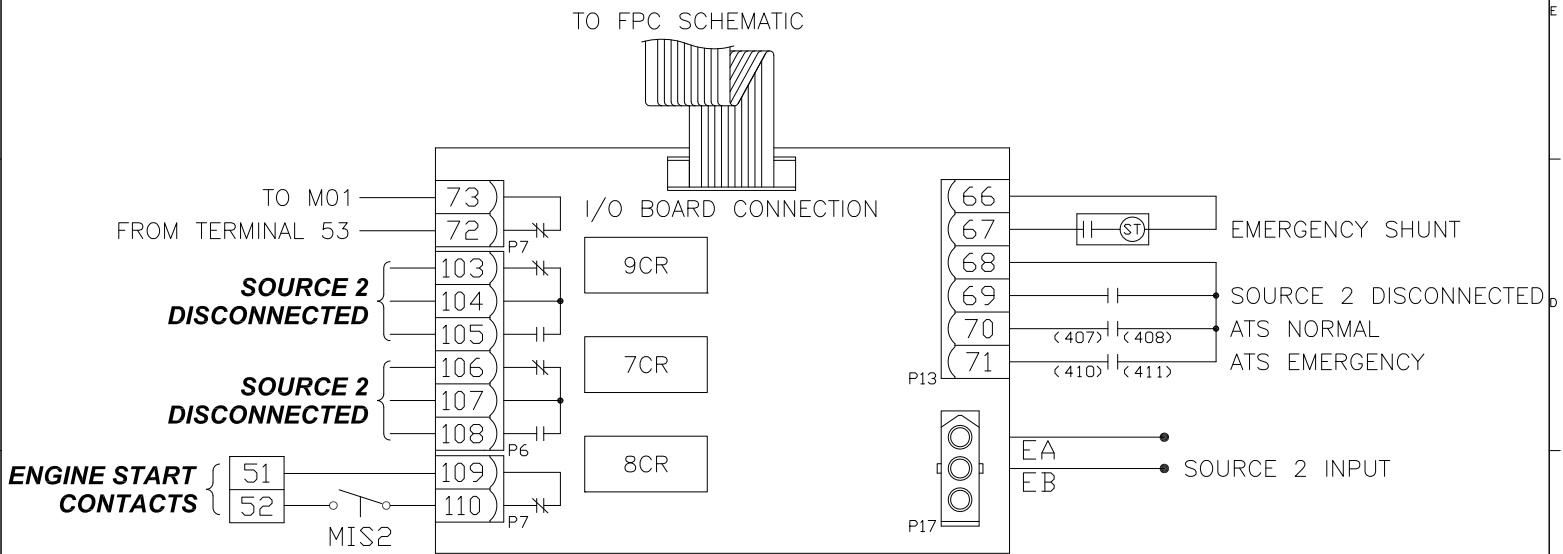 TO FPC SCHEMATIC
E
TO M01
73
FROM TERMINAL 53
72
P7
I/O BOARD CONNECTION
SOURCE 2
DISCONNECTED
103
104
105
SOURCE 2
DISCONNECTED
106
107
108
P6
ENGINE START
CONTACTS
51
52
MIS2
109
110
P7
9CR
7CR
8CR
66
67
ST
EMERGENCY SHUNT
68
69
SOURCE 2 DISCONNECTED
D
70
(407) (408)
ATS NORMAL
71
(410) (411)
ATS EMERGENCY
P13
EA
EB
SOURCE 2 INPUT
P17